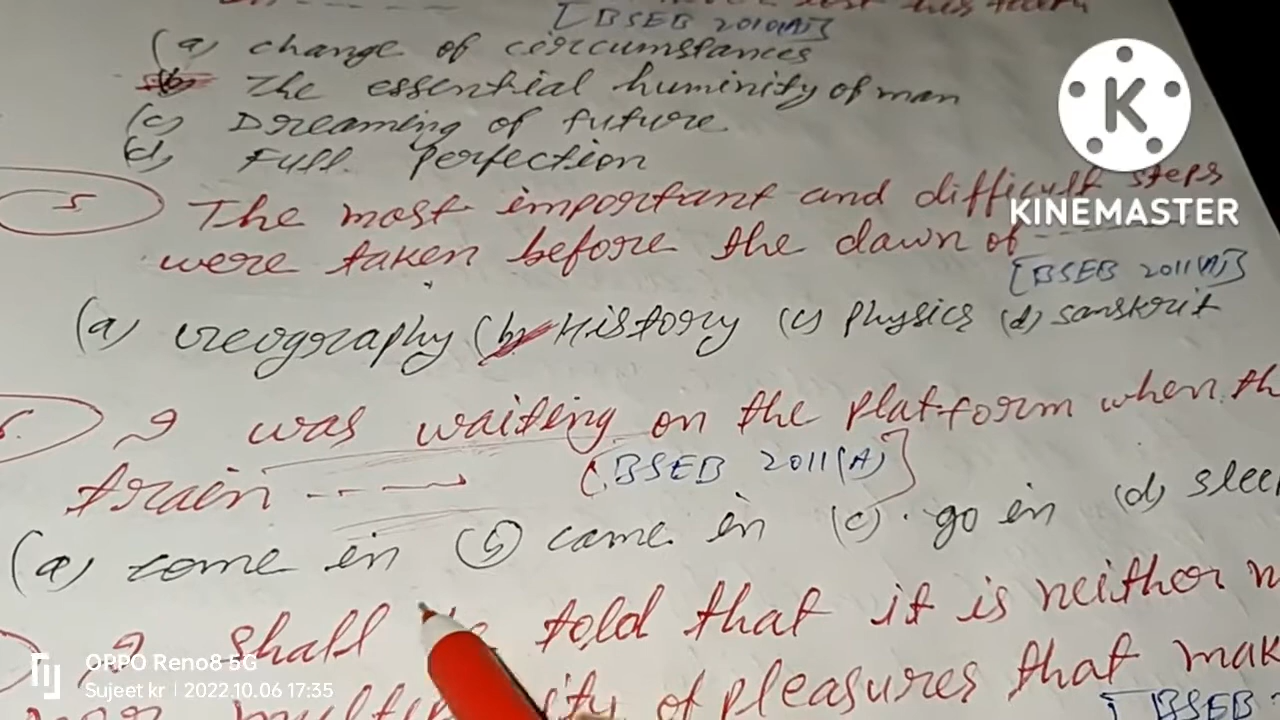 [BSEB 2010(A)]
(a) change of circumstances
(b) The essential huminity of man
(c) Dreaming of future
(d) Full perfection
5 The most important and difficult steps
were taken before the dawn of ------
[BSEB 2011(A)]
(a) Geography (b) History (c) physics (d) sanskrit
6. I was waiting on the platform when th
train -----
[BSEB 2011(A)]
(a) come in (b) came in (c) go in (d) slee
I shall told that it is neither
of pleasures that mak
[BSEB
K
KINEMASTER
OPPO Reno8 5G
Sujeet kr | 2022.10.06 17:35